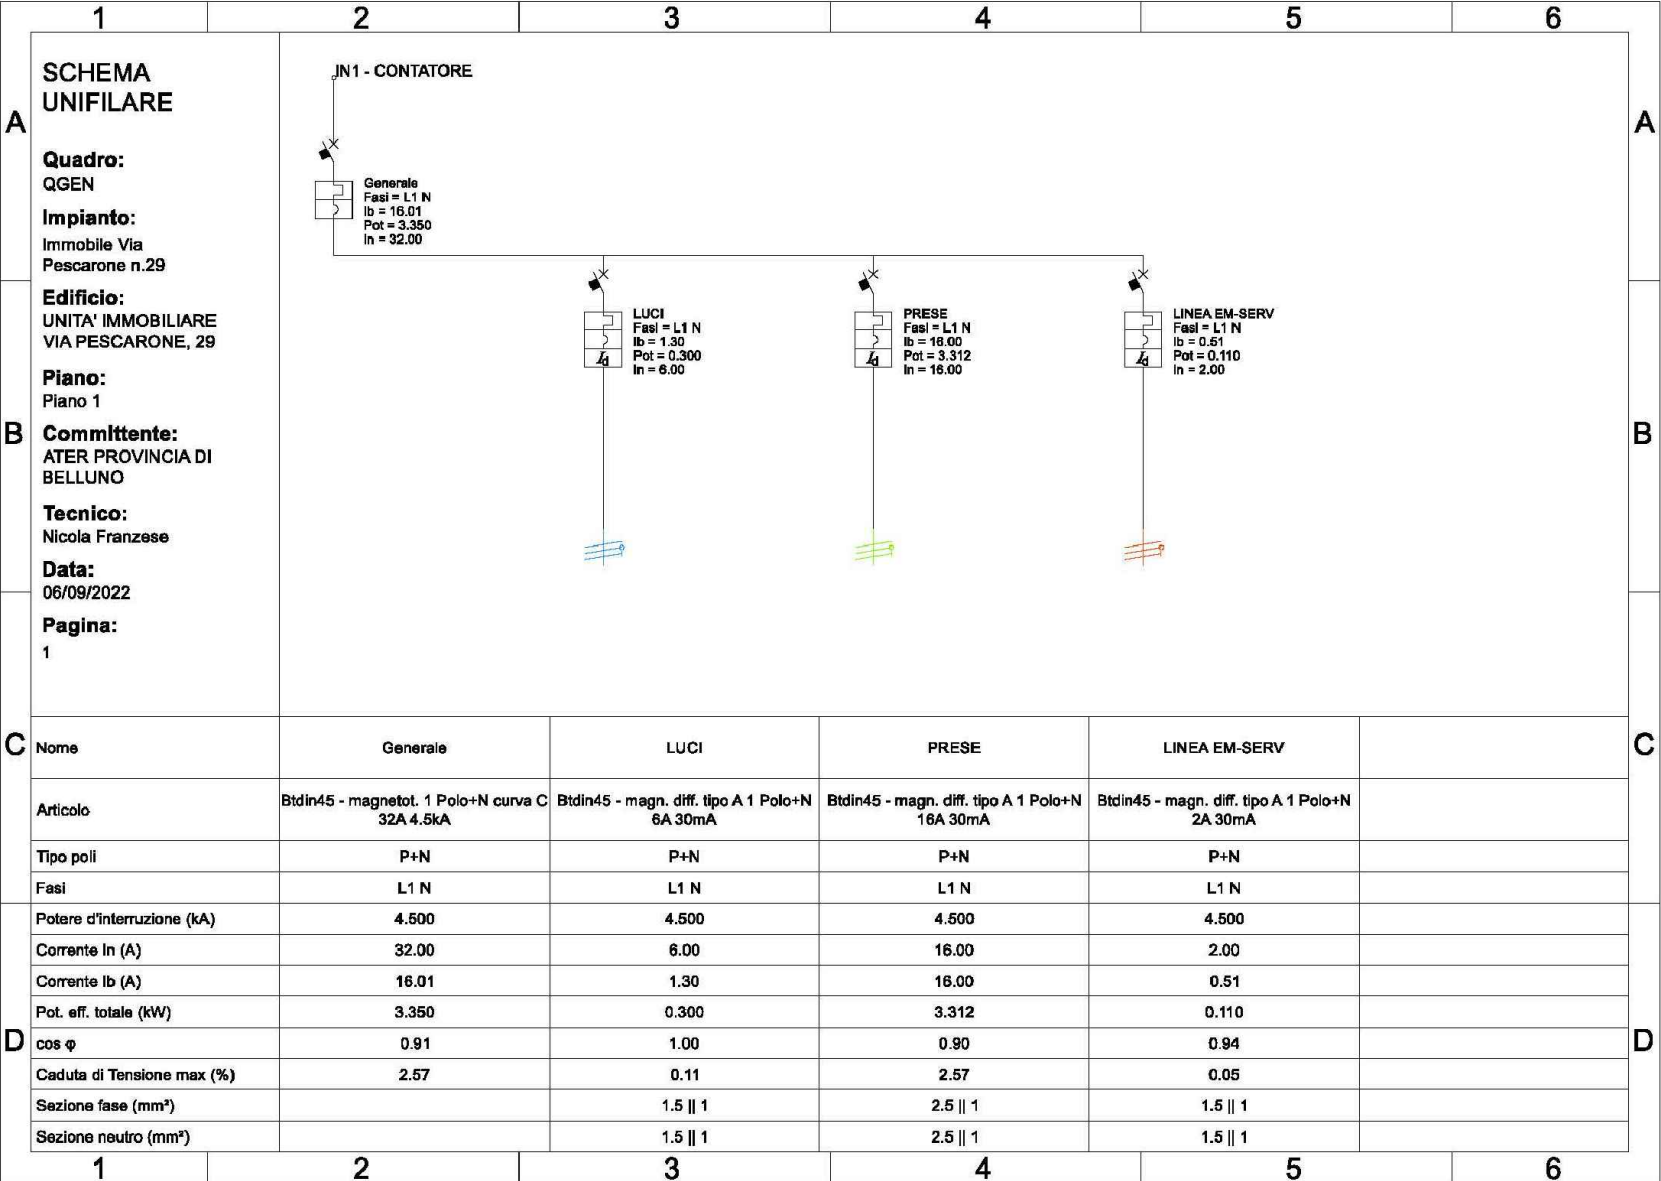 1 2 3 4 5 6
SCHEMA
UNIFILARE
Quadro:
QGEN
Impianto:
Immobile Via
Pescarone n.29
Edificio:
UNITA' IMMOBILIARE
VIA PESCARONE, 29
Piano:
Piano 1
Committente:
ATER PROVINCIA DI
BELLUNO
Tecnico:
Nicola Franzese
Data:
06/09/2022
Pagina:
1
A
B
C
D
IN1 - CONTATORE
Generale
Fasi = L1 N
Ib = 16.01
Pot = 3.350
In = 32.00
LUCI
Fasi = L1 N
Ib = 1.30
Pot = 0.300
In = 6.00
Id
PRESE
Fasi = L1 N
Ib = 16.00
Pot = 3.312
In = 16.00
Id
LINEA EM-SERV
Fasi = L1 N
Ib = 0.51
Pot = 0.110
In = 2.00
Id
A
B
C
D
Nome Generale LUCI PRESE LINEA EM-SERV
Articolo
Btdin45 - magnetot. 1 Polo+N curva C
32A 4.5kA
Btdin45 - magn. diff. tipo A 1 Polo+N
6A 30mA
Btdin45 - magn. diff. tipo A 1 Polo+N
16A 30mA
Btdin45 - magn. diff. tipo A 1 Polo+N
2A 30mA
Tipo poli P+N P+N P+N P+N
Fasi L1 N L1 N L1 N L1 N
Potere d'interruzione (kA) 4.500 4.500 4.500 4.500
Corrente In (A) 32.00 6.00 16.00 2.00
Corrente Ib (A) 16.01 1.30 16.00 0.51
Pot. eff. totale (kW) 3.350 0.300 3.312 0.110
cos φ 0.91 1.00 0.90 0.94
Caduta di Tensione max (%) 2.57 0.11 2.57 0.05
Sezione fase (mm²) 1.5 || 1 2.5 || 1 1.5 || 1
Sezione neutro (mm²) 1.5 || 1 2.5 || 1 1.5 || 1
1 2 3 4 5 6